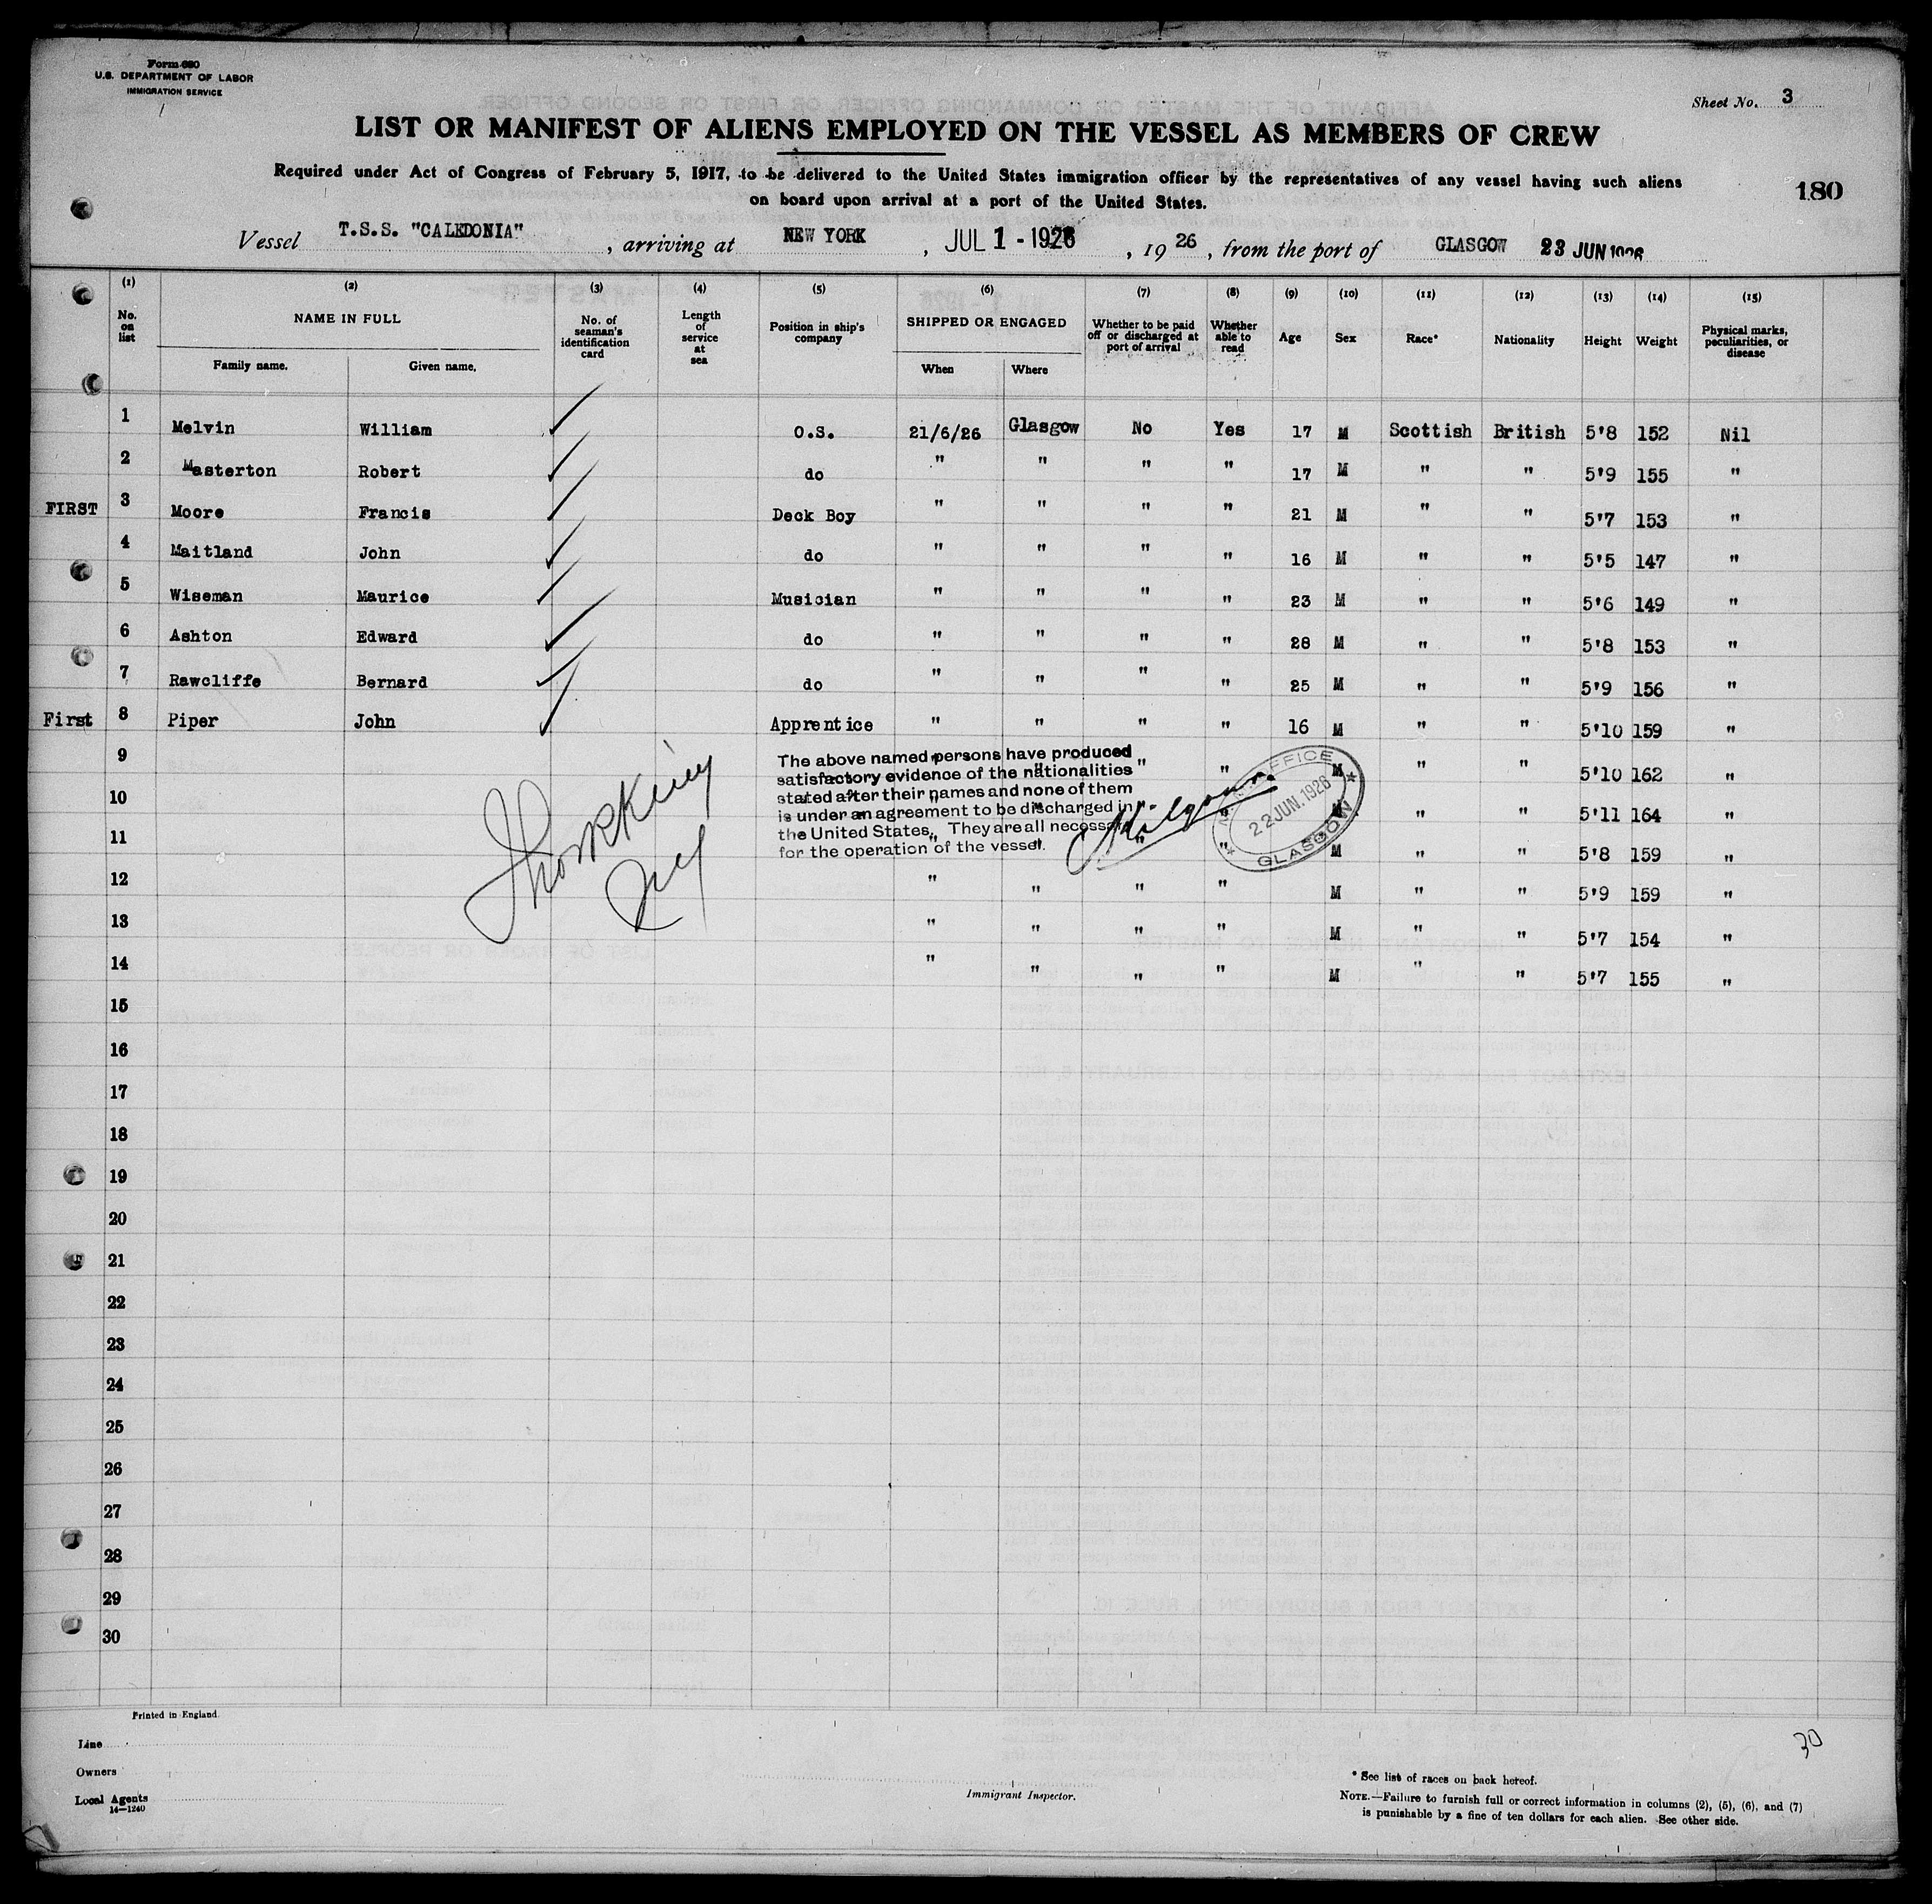 Form 680
U.S. DEPARTMENT OF LABOR
IMMIGRATION SERVICE
Sheet No. 3
LIST OR MANIFEST OF ALIENS EMPLOYED ON THE VESSEL AS MEMBERS OF CREW
Required under Act of Congress of February 5, 1917, to be delivered to the United States immigration officer by the representatives of any vessel having such aliens
on board upon arrival at a port of the United States.
180
Vessel T.S.S. "CALEDONIA", arriving at NEW YORK, JUL 1 - 1926, 1926, from the port of GLASGOW 23 JUN 1926
(1) (2) (3) (4) (5) (6) (7) (8) (9) (10) (11) (12) (13) (14) (15)
No. on list NAME IN FULL No. of seaman's identification card Length of service at sea Position in ship's company SHIPPED OR ENGAGED Whether to be paid off or discharged at port of arrival Whether able to read Age Sex Race* Nationality Height Weight Physical marks, peculiarities, or disease
Family name. Given name. When Where
1 Melvin William O.S. 21/6/26 Glasgow No Yes 17 M Scottish British 5'8 152 Nil
2 Masterton Robert do " " " " 17 M " " 5'9 155 "
FIRST 3 Moore Francis Deck Boy " " " " 21 M " " 5'7 153 "
4 Maitland John do " " " " 16 M " " 5'5 147 "
5 Wiseman Maurice Musician " " " " 23 M " " 5'6 149 "
6 Ashton Edward do " " " " 28 M " " 5'8 153 "
7 Rawcliffe Bernard do " " " " 25 M " " 5'9 156 "
First 8 Piper John Apprentice " " " " 16 M " " 5'10 159 "
9 " " " " M " " 5'10 162 "
10 " " " M " " 5'11 164 "
11 " " " " M " " 5'8 159 "
12 " " " " M " " 5'9 159 "
13 " " " " M " " 5'7 154 "
14 " " " " M " " 5'7 155 "
The above named persons have produced
satisfactory evidence of the nationalities
stated after their names and none of them
is under an agreement to be discharged in
the United States. They are all necessary
for the operation of the vessel.
OFFICE
22 JUN. 1926
GLASGOW
15
16
17
18
19
20
21
22
23
24
25
26
27
28
29
30
Printed in England.
Line
Owners
Local Agents
14—1240
Immigrant Inspector.
30
* See list of races on back hereof.
NOTE.—Failure to furnish full or correct information in columns (2), (5), (6), and (7)
is punishable by a fine of ten dollars for each alien. See other side.